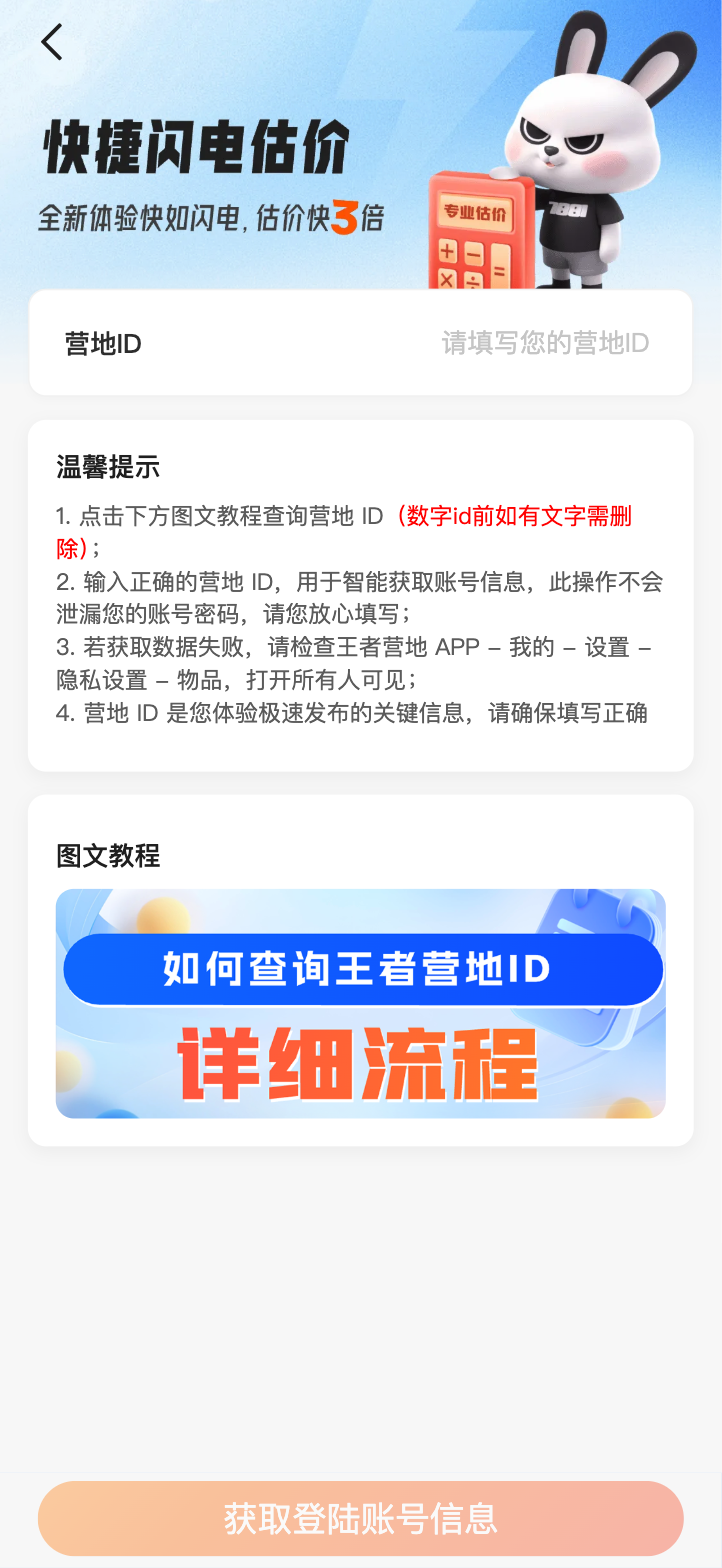 快捷闪电估价
全新体验快如闪电,估价快3倍
专业估价
7881
营地ID
请填写您的营地ID
温馨提示
1. 点击下方图文教程查询营地 ID（数字id前如有文字需删
除）；
2. 输入正确的营地 ID，用于智能获取账号信息，此操作不会
泄漏您的账号密码，请您放心填写；
3. 若获取数据失败，请检查王者营地 APP – 我的 – 设置 –
隐私设置 – 物品，打开所有人可见；
4. 营地 ID 是您体验极速发布的关键信息，请确保填写正确
图文教程
如何查询王者营地ID
详细流程
获取登陆账号信息